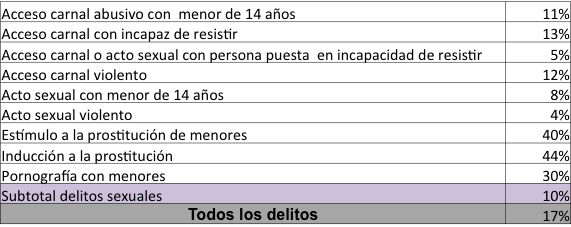 Acceso carnal abusivo con menor de 14 años 11%
Acceso carnal con incapaz de resistir 13%
Acceso carnal o acto sexual con persona puesta en incapacidad de resistir 5%
Acceso carnal violento 12%
Acto sexual con menor de 14 años 8%
Acto sexual violento 4%
Estímulo a la prostitución de menores 40%
Inducción a la prostitución 44%
Pornografía con menores 30%
Subtotal delitos sexuales 10%
Todos los delitos 17%